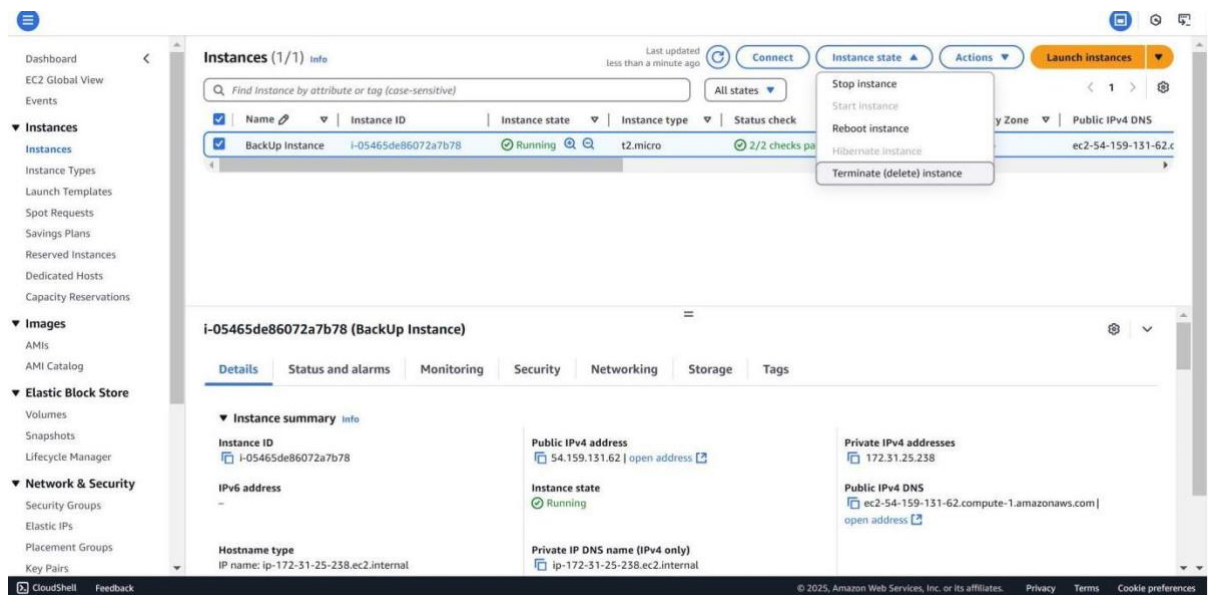 Dashboard
EC2 Global View
Events
Instances
Instances
Instance Types
Launch Templates
Spot Requests
Savings Plans
Reserved Instances
Dedicated Hosts
Capacity Reservations
Images
AMIs
AMI Catalog
Elastic Block Store
Volumes
Snapshots
Lifecycle Manager
Network & Security
Security Groups
Elastic IPs
Placement Groups
Key Pairs
Instances (1/1) Info
Last updated
less than a minute ago
Connect
Instance state
Actions
Launch instances
Find Instance by attribute or tag (case-sensitive)
All states
1
Stop instance
Start instance
Reboot instance
Hibernate instance
Terminate (delete) instance
Name Instance ID Instance state Instance type Status check y Zone Public IPv4 DNS
BackUp Instance i-05465de86072a7b78 Running t2.micro 2/2 checks pa ec2-54-159-131-62.c
i-05465de86072a7b78 (BackUp Instance)
Details Status and alarms Monitoring Security Networking Storage Tags
Instance summary Info
Instance ID
i-05465de86072a7b78
Public IPv4 address
54.159.131.62 | open address
Private IPv4 addresses
172.31.25.238
IPv6 address
–
Instance state
Running
Public IPv4 DNS
ec2-54-159-131-62.compute-1.amazonaws.com |
open address
Hostname type
IP name: ip-172-31-25-238.ec2.internal
Private IP DNS name (IPv4 only)
ip-172-31-25-238.ec2.internal
CloudShell Feedback © 2025, Amazon Web Services, Inc. or its affiliates. Privacy Terms Cookie preferences